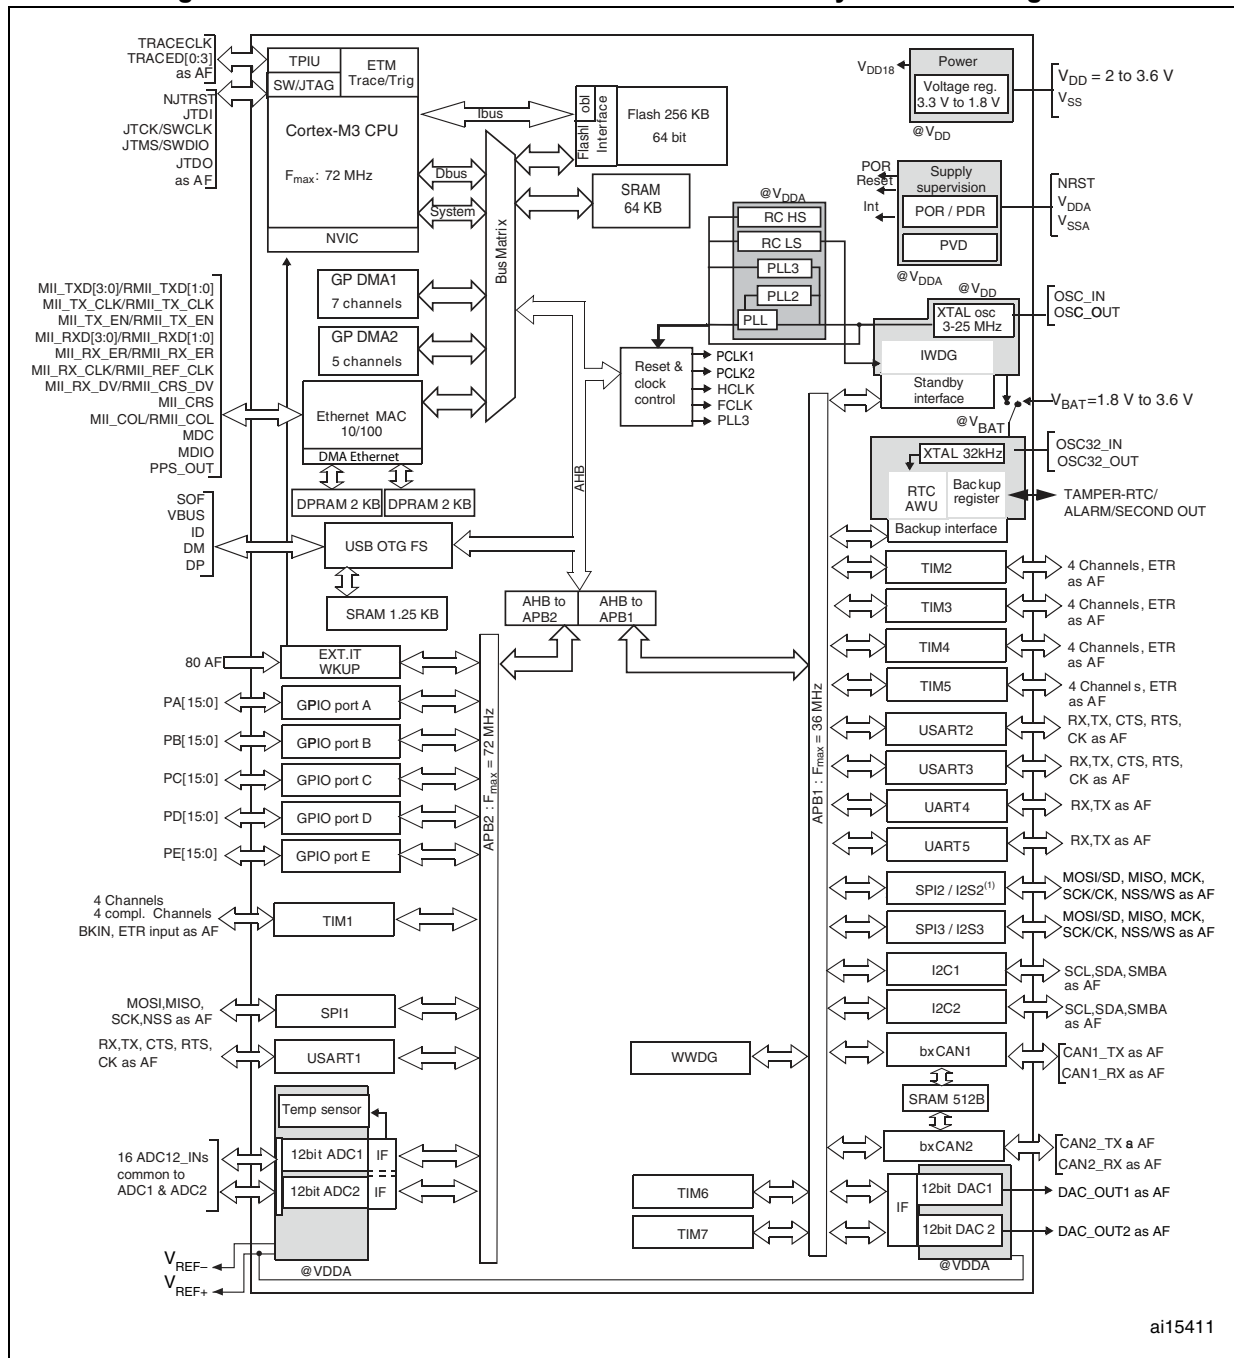 TRACECLK
TRACED[0:3]
as AF
TPIU
ETM
Trace/Trig
SW/JTAG
NJTRST
JTDI
JTCK/SWCLK
JTMS/SWDIO
JTDO
as AF
Cortex-M3 CPU
Fmax: 72 MHz
NVIC
Ibus
Dbus
System
Bus Matrix
Flashl obl
Interface
Flash 256 KB
64 bit
SRAM
64 KB
VDD18
Power
Voltage reg.
3.3 V to 1.8 V
@VDD
VDD = 2 to 3.6 V
VSS
POR
Reset
Int
Supply
supervision
POR / PDR
PVD
@VDDA
NRST
VDDA
VSSA
@VDDA
RC HS
RC LS
PLL3
PLL2
PLL
@VDD
XTAL osc
3-25 MHz
IWDG
Standby
interface
OSC_IN
OSC_OUT
VBAT=1.8 V to 3.6 V
@VBAT
GP DMA1
7 channels
GP DMA2
5 channels
Reset &
clock
control
PCLK1
PCLK2
HCLK
FCLK
PLL3
MII_TXD[3:0]/RMII_TXD[1:0]
MII_TX_CLK/RMII_TX_CLK
MII_TX_EN/RMII_TX_EN
MII_RXD[3:0]/RMII_RXD[1:0]
MII_RX_ER/RMII_RX_ER
MII_RX_CLK/RMII_REF_CLK
MII_RX_DV/RMII_CRS_DV
MII_CRS
MII_COL/RMII_COL
MDC
MDIO
PPS_OUT
Ethernet MAC
10/100
DMA Ethernet
DPRAM 2 KB
DPRAM 2 KB
AHB
XTAL 32kHz
RTC
AWU
Backup
register
Backup interface
OSC32_IN
OSC32_OUT
TAMPER-RTC/
ALARM/SECOND OUT
SOF
VBUS
ID
DM
DP
USB OTG FS
SRAM 1.25 KB
AHB to
APB2
AHB to
APB1
80 AF
EXT.IT
WKUP
PA[15:0]
GPIO port A
PB[15:0]
GPIO port B
PC[15:0]
GPIO port C
PD[15:0]
GPIO port D
PE[15:0]
GPIO port E
4 Channels
4 compl. Channels
BKIN, ETR input as AF
TIM1
MOSI,MISO,
SCK,NSS as AF
SPI1
RX,TX, CTS, RTS,
CK as AF
USART1
Temp sensor
16 ADC12_INs
common to
ADC1 & ADC2
12bit ADC1
IF
12bit ADC2
IF
VREF–
VREF+
@VDDA
APB2 : Fmax = 72 MHz
APB1 : Fmax = 36 MHz
WWDG
TIM6
TIM7
TIM2
4 Channels, ETR
as AF
TIM3
4 Channels, ETR
as AF
TIM4
4 Channels, ETR
as AF
TIM5
4 Channels, ETR
as AF
USART2
RX,TX, CTS, RTS,
CK as AF
USART3
RX,TX, CTS, RTS,
CK as AF
UART4
RX,TX as AF
UART5
RX,TX as AF
SPI2 / I2S2(1)
MOSI/SD, MISO, MCK,
SCK/CK, NSS/WS as AF
SPI3 / I2S3
MOSI/SD, MISO, MCK,
SCK/CK, NSS/WS as AF
I2C1
SCL,SDA,SMBA
as AF
I2C2
SCL,SDA,SMBA
as AF
bxCAN1
CAN1_TX as AF
CAN1_RX as AF
SRAM 512B
bxCAN2
CAN2_TX a AF
CAN2_RX as AF
IF
12bit DAC1
DAC_OUT1 as AF
12bit DAC 2
DAC_OUT2 as AF
@VDDA
ai15411